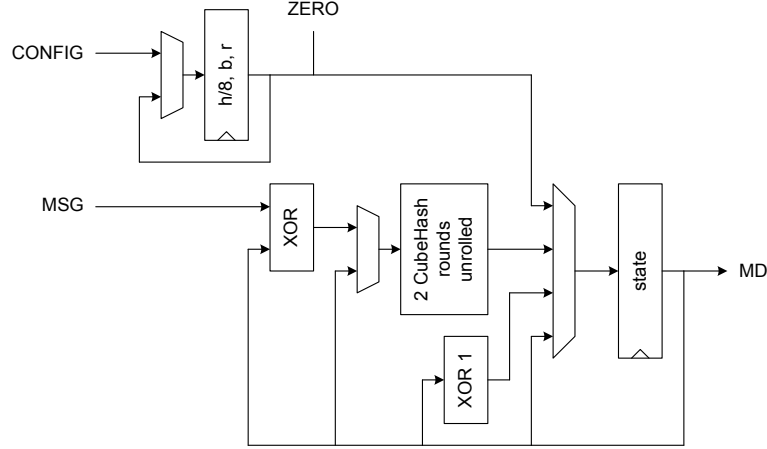 ZERO
CONFIG
h/8, b, r
MSG
XOR
2 CubeHash
rounds
unrolled
state
MD
XOR 1